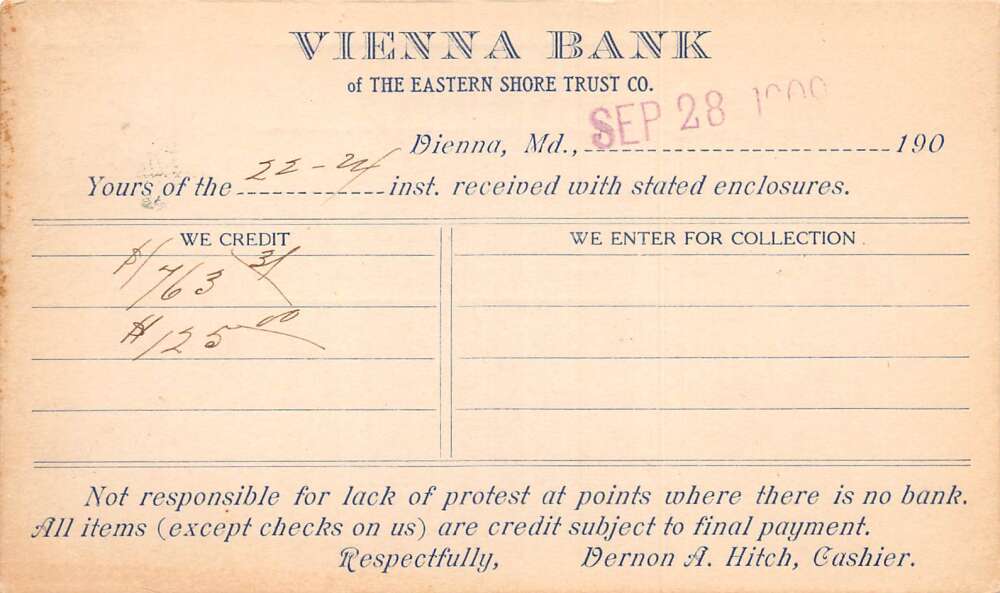 VIENNA BANK
of THE EASTERN SHORE TRUST CO.
SEP 28
Vienna, Md., 190
Yours of the 22-24 inst. received with stated enclosures.
WE CREDIT WE ENTER FOR COLLECTION
$1763 31
$125 00
Not responsible for lack of protest at points where there is no bank.
All items (except checks on us) are credit subject to final payment.
Respectfully, Vernon A. Hitch, Cashier.